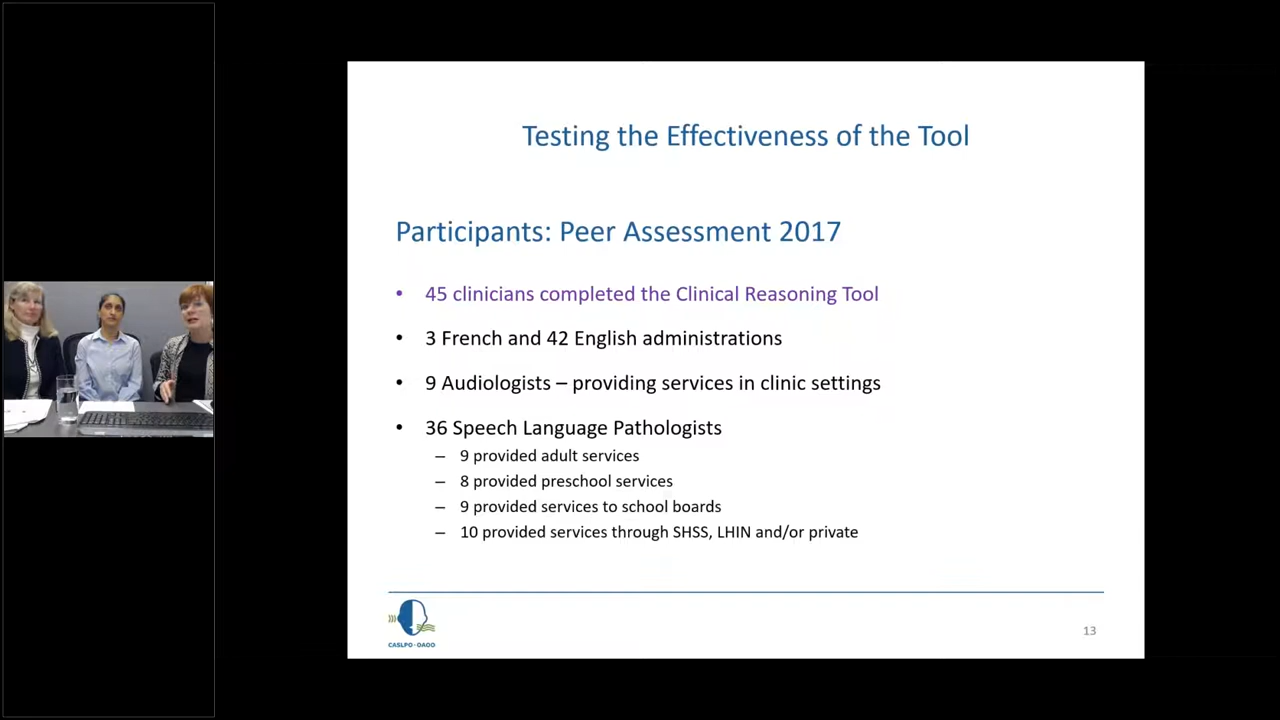 Testing the Effectiveness of the Tool
Participants: Peer Assessment 2017
• 45 clinicians completed the Clinical Reasoning Tool
• 3 French and 42 English administrations
• 9 Audiologists – providing services in clinic settings
• 36 Speech Language Pathologists
– 9 provided adult services
– 8 provided preschool services
– 9 provided services to school boards
– 10 provided services through SHSS, LHIN and/or private
CASLPO•OAOO
13